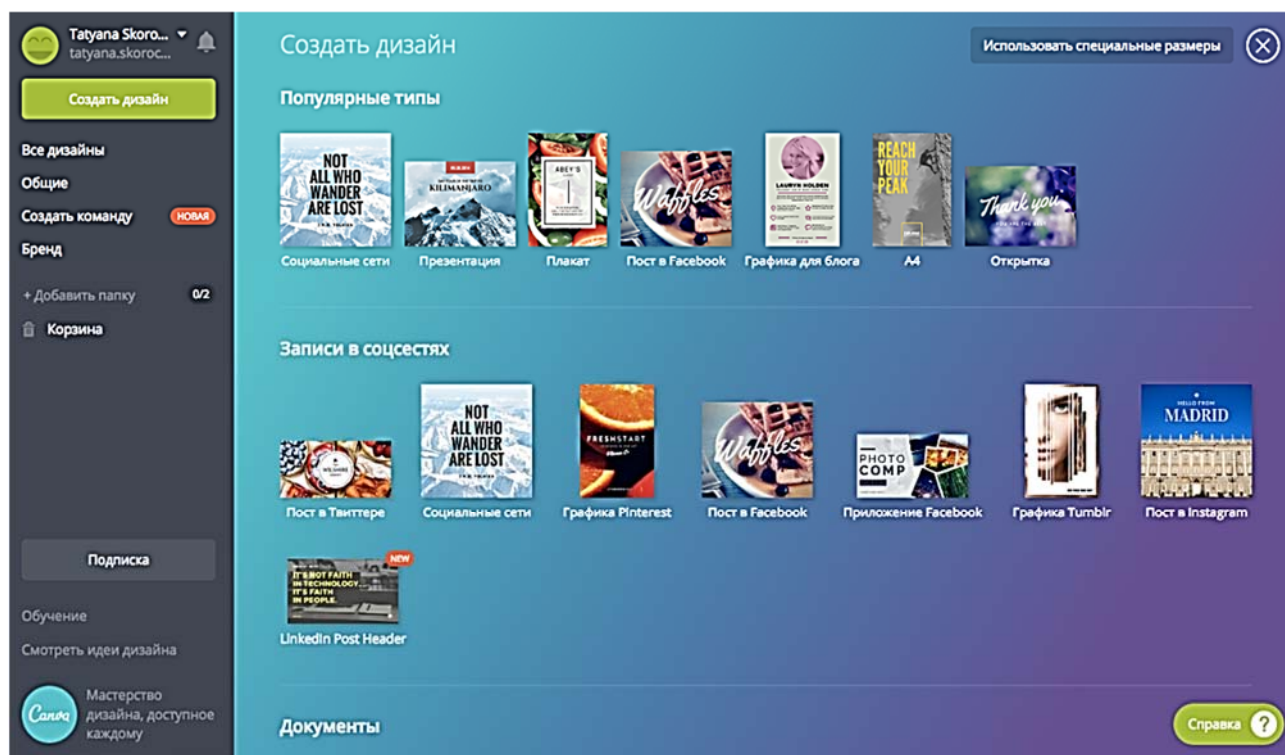 Tatyana Skoro...
tatyana.skoroc...
Создать дизайн
Все дизайны
Общие
Создать команду
НОВАЯ
Бренд
+ Добавить папку
0/2
Корзина
Подписка
Обучение
Смотреть идеи дизайна
Canva
Мастерство
дизайна, доступное
каждому
Создать дизайн
Использовать специальные размеры
Популярные типы
NOT
ALL WHO
WANDER
ARE LOST
KILIMANJARO
ABEY'S
Waffles
LAURYN HOLDEN
REACH
YOUR
PEAK
Thank you
Социальные сети
Презентация
Плакат
Пост в Facebook
Графика для блога
A4
Открытка
Записи в соцсестях
WILSHIRE
NOT
ALL WHO
WANDER
ARE LOST
FRESHSTART
Waffles
PHOTO
COMP
HELLO FROM
MADRID
Пост в Твиттере
Социальные сети
Графика Pinterest
Пост в Facebook
Приложение Facebook
Графика Tumblr
Пост в Instagram
NEW
IT'S NOT FAITH
IN TECHNOLOGY.
IT'S FAITH
IN PEOPLE.
LinkedIn Post Header
Документы
Справка ?